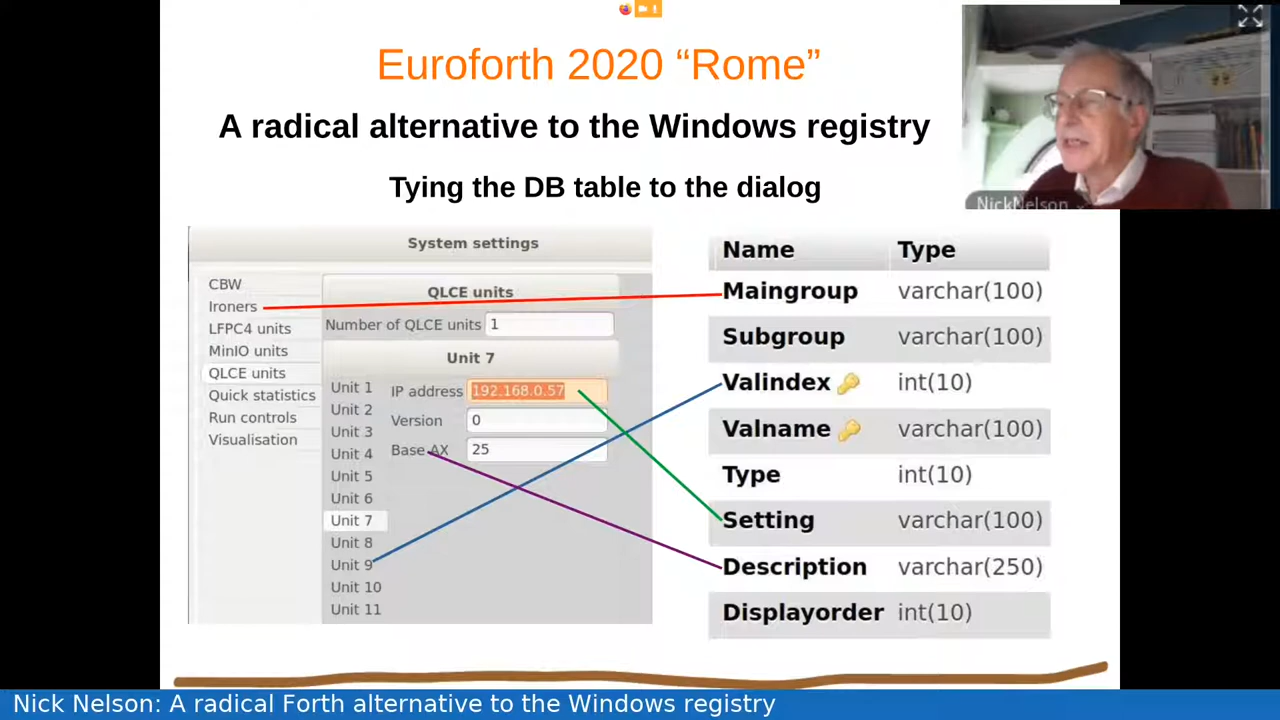 Euroforth 2020 “Rome”
A radical alternative to the Windows registry
Tying the DB table to the dialog
NickNelson
System settings
CBW
Ironers
LFPC4 units
MinIO units
QLCE units
Quick statistics
Run controls
Visualisation
QLCE units
Number of QLCE units 1
Unit 7
Unit 1
Unit 2
Unit 3
Unit 4
Unit 5
Unit 6
Unit 7
Unit 8
Unit 9
Unit 10
Unit 11
IP address 192.168.0.57
Version 0
Base AX 25
Name Type
Maingroup varchar(100)
Subgroup varchar(100)
Valindex int(10)
Valname varchar(100)
Type int(10)
Setting varchar(100)
Description varchar(250)
Displayorder int(10)
Nick Nelson: A radical Forth alternative to the Windows registry